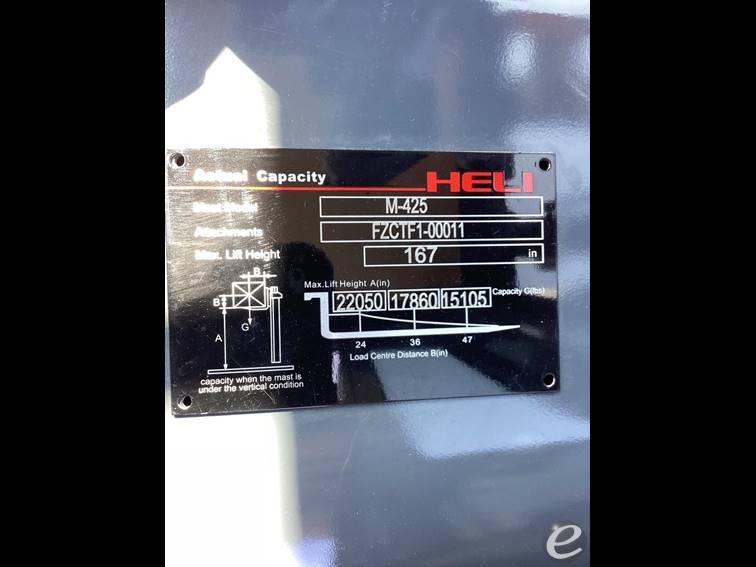 Actual Capacity HELI
Mast Model M-425
Attachments FZCTF1-00011
Max. Lift Height 167 in
Max.Lift Height A(in)
22050 17860 15105 Capacity G(lbs)
24 36 47
Load Centre Distance B(in)
B
B
G
A
capacity when the mast is
under the vertical condition
e